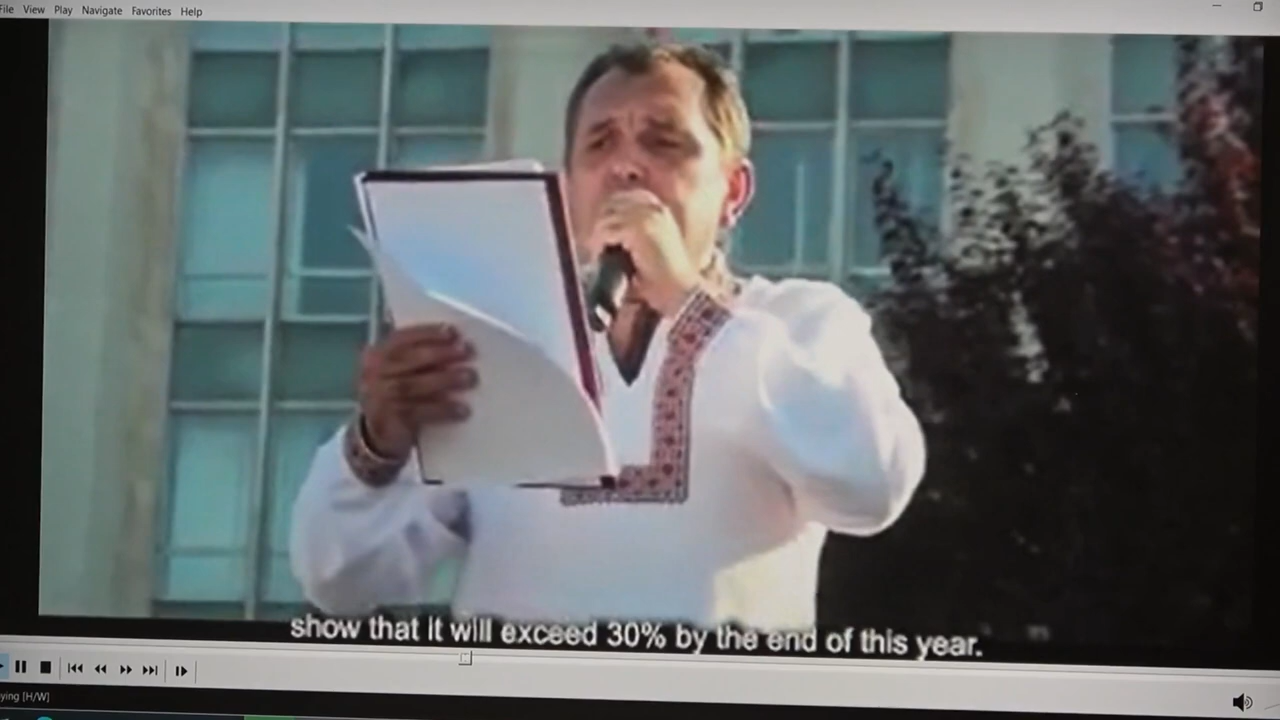 File View Play Navigate Favorites Help
show that it will exceed 30% by the end of this year.
ying [H/W]